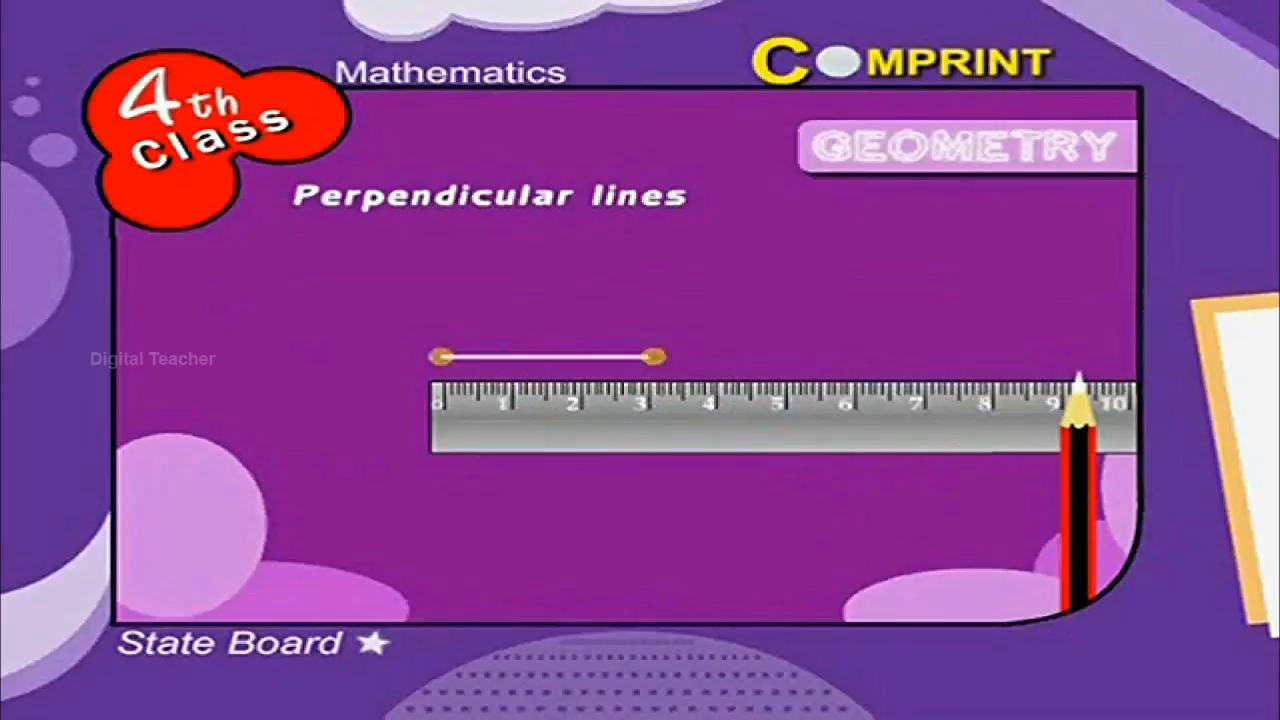 Mathematics
COMPRINT
4th
Class
GEOMETRY
Perpendicular lines
Digital Teacher
0 1 2 3 4 5 6 7 8 9 10
State Board